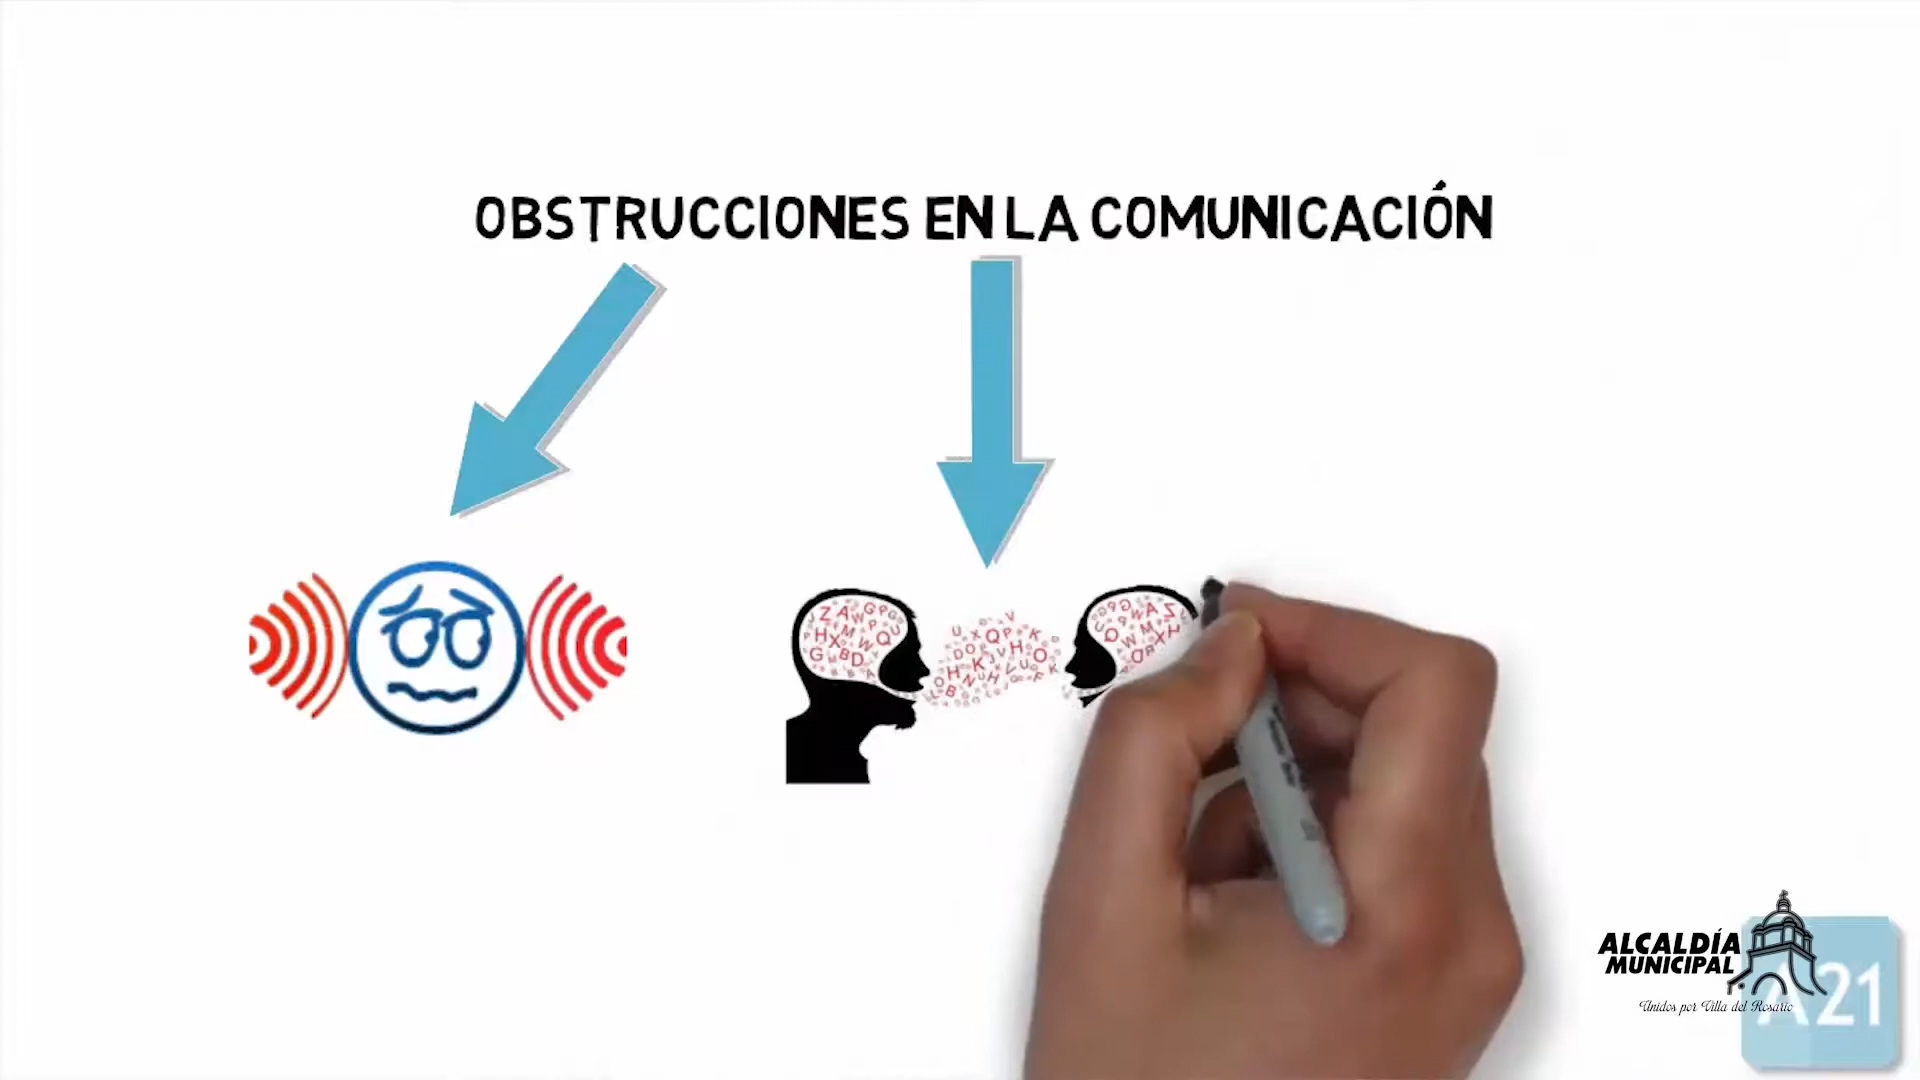 OBSTRUCCIONES EN LA COMUNICACIÓN
ALCALDÍA
MUNICIPAL
Unidos por Villa del Rosario
A21